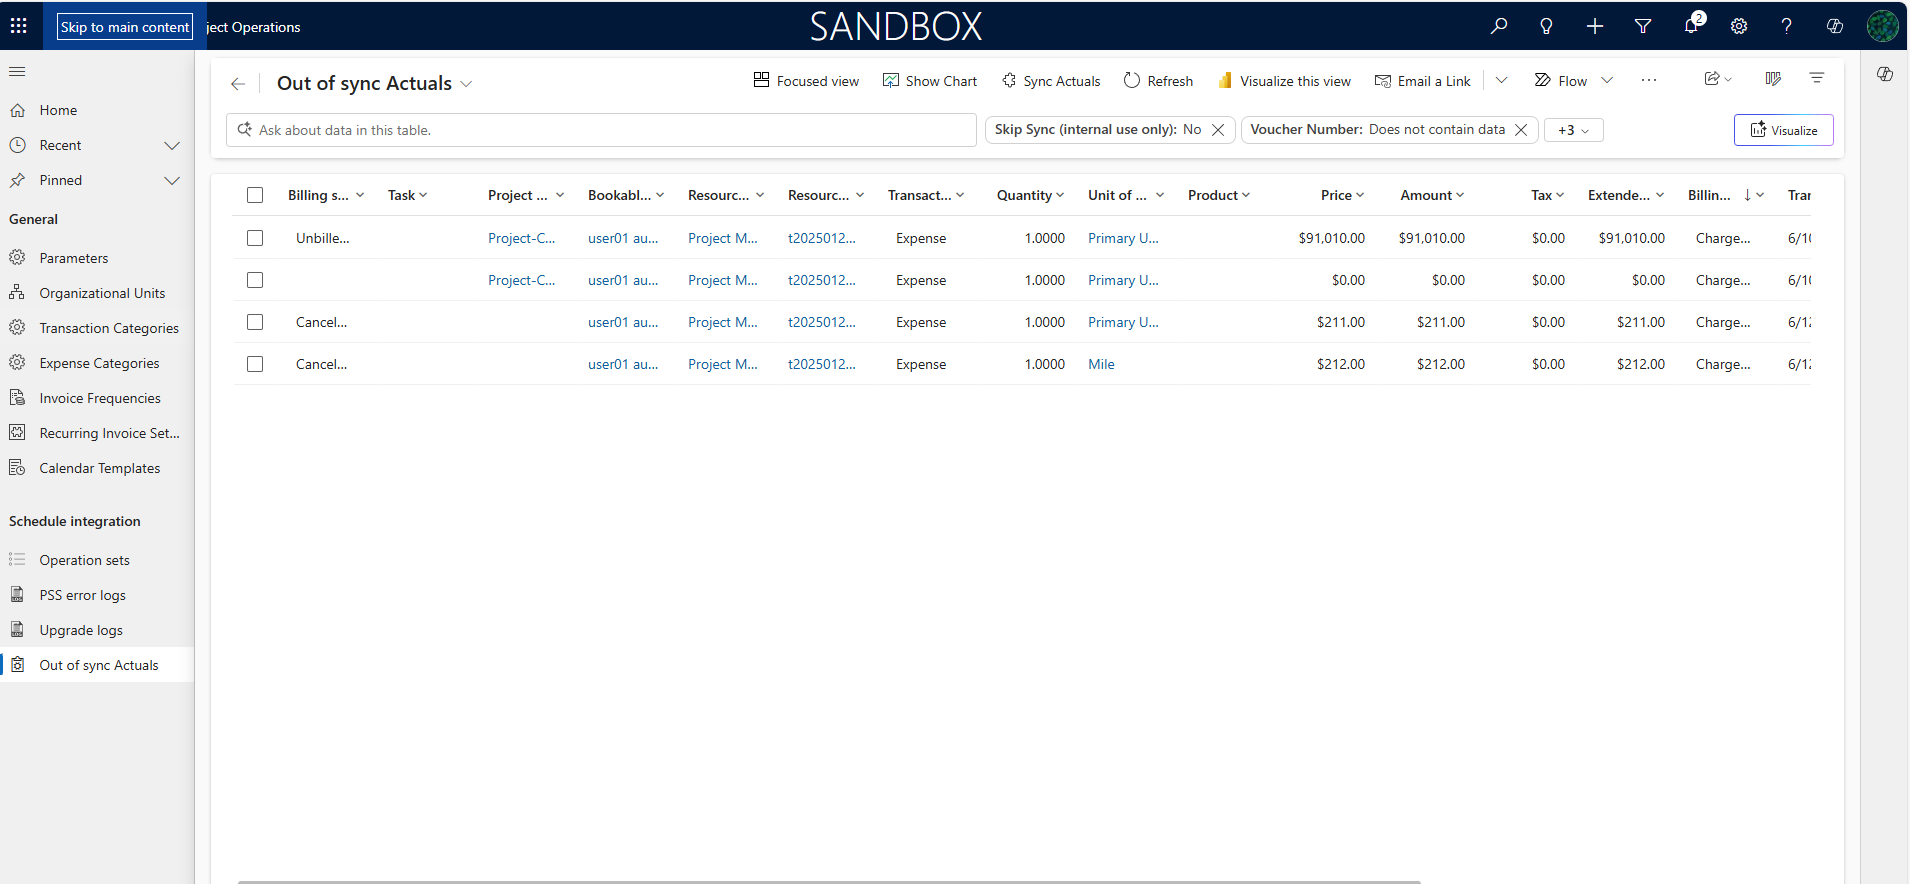 Skip to main content
ject Operations
SANDBOX
2
Home
Recent
Pinned
General
Parameters
Organizational Units
Transaction Categories
Expense Categories
Invoice Frequencies
Recurring Invoice Set...
Calendar Templates
Schedule integration
Operation sets
PSS error logs
Upgrade logs
Out of sync Actuals
Out of sync Actuals
Focused view Show Chart Sync Actuals Refresh Visualize this view Email a Link Flow
Ask about data in this table.
Skip Sync (internal use only): No
Voucher Number: Does not contain data
+3
Visualize
Billing s... Task Project ... Bookabl... Resourc... Resourc... Transact... Quantity Unit of ... Product Price Amount Tax Extende... Billin... Trar
Unbille... Project-C... user01 au... Project M... t2025012... Expense 1.0000 Primary U... $91,010.00 $91,010.00 $0.00 $91,010.00 Charge... 6/10
Project-C... user01 au... Project M... t2025012... Expense 1.0000 Primary U... $0.00 $0.00 $0.00 $0.00 Charge... 6/10
Cancel... user01 au... Project M... t2025012... Expense 1.0000 Primary U... $211.00 $211.00 $0.00 $211.00 Charge... 6/12
Cancel... user01 au... Project M... t2025012... Expense 1.0000 Mile $212.00 $212.00 $0.00 $212.00 Charge... 6/12